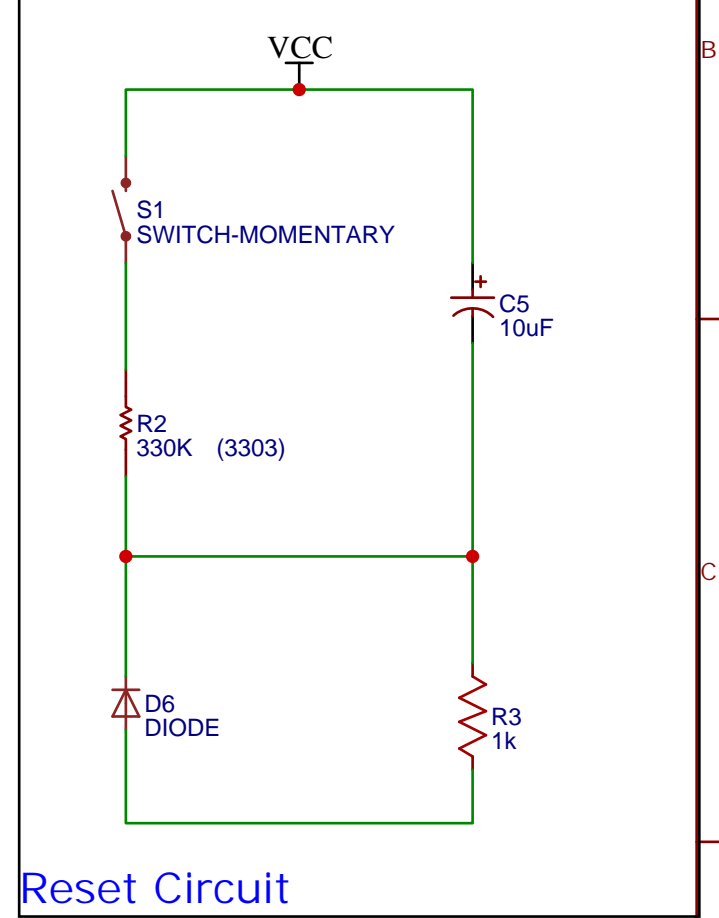 VCC
B
S1
SWITCH-MOMENTARY
+
C5
10uF
R2
330K (3303)
C
D6
DIODE
R3
1k
Reset Circuit